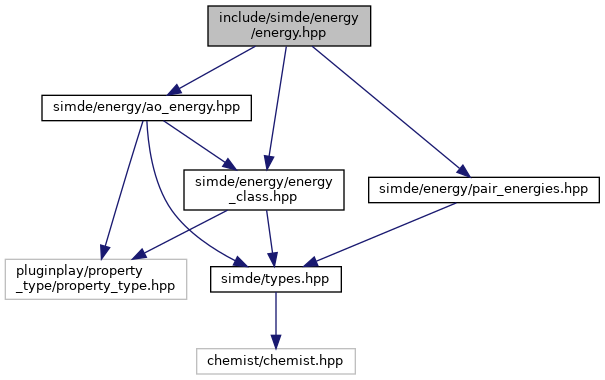 include/simde/energy
/energy.hpp
simde/energy/ao_energy.hpp
simde/energy/energy
_class.hpp
simde/energy/pair_energies.hpp
pluginplay/property
_type/property_type.hpp
simde/types.hpp
chemist/chemist.hpp